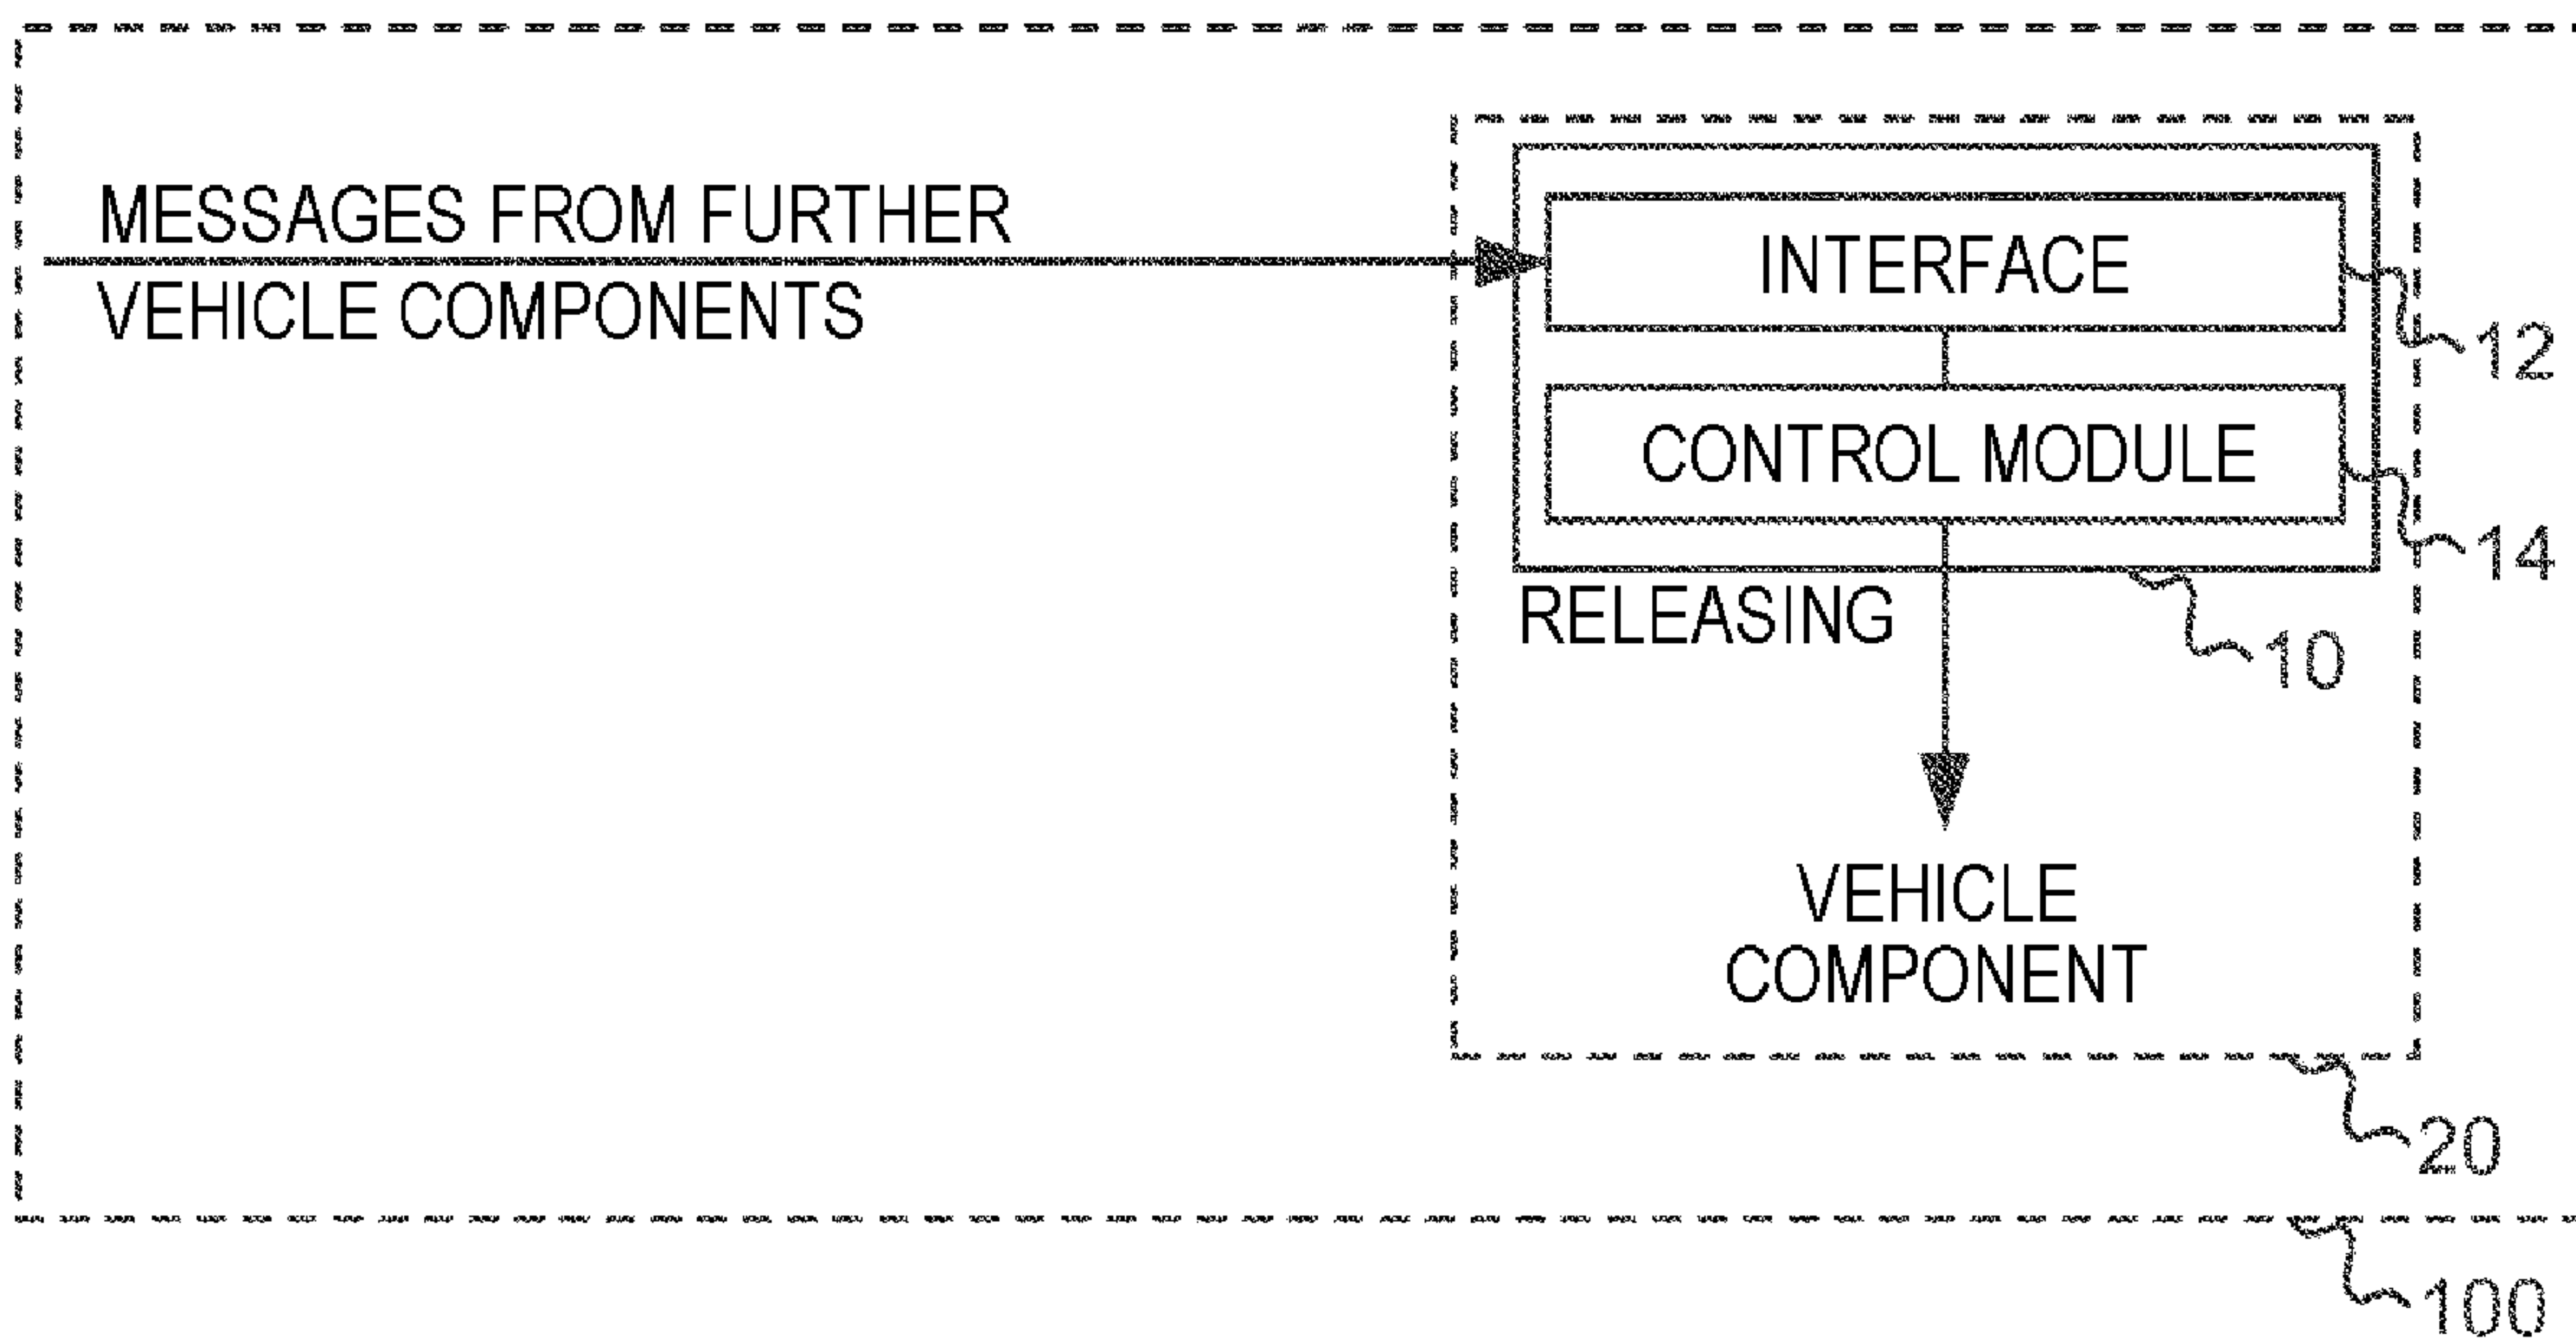 MESSAGES FROM FURTHER
VEHICLE COMPONENTS
INTERFACE
12
CONTROL MODULE
14
RELEASING
10
VEHICLE
COMPONENT
20
100